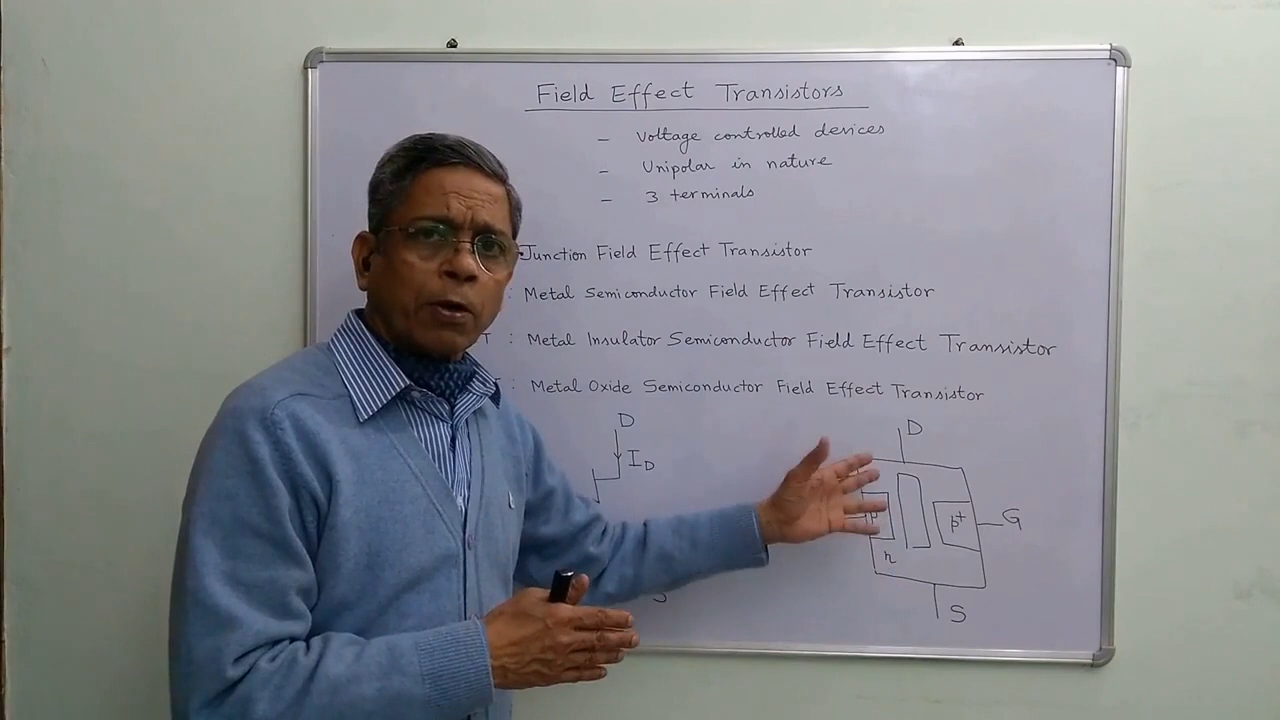 Field Effect Transistors
- Voltage controlled devices
- Unipolar in nature
- 3 terminals
Junction Field Effect Transistor
: Metal Semiconductor Field Effect Transistor
T : Metal Insulator Semiconductor Field Effect Transistor
: Metal Oxide Semiconductor Field Effect Transistor
D
I_D
S
D
p
p+
G
n
S